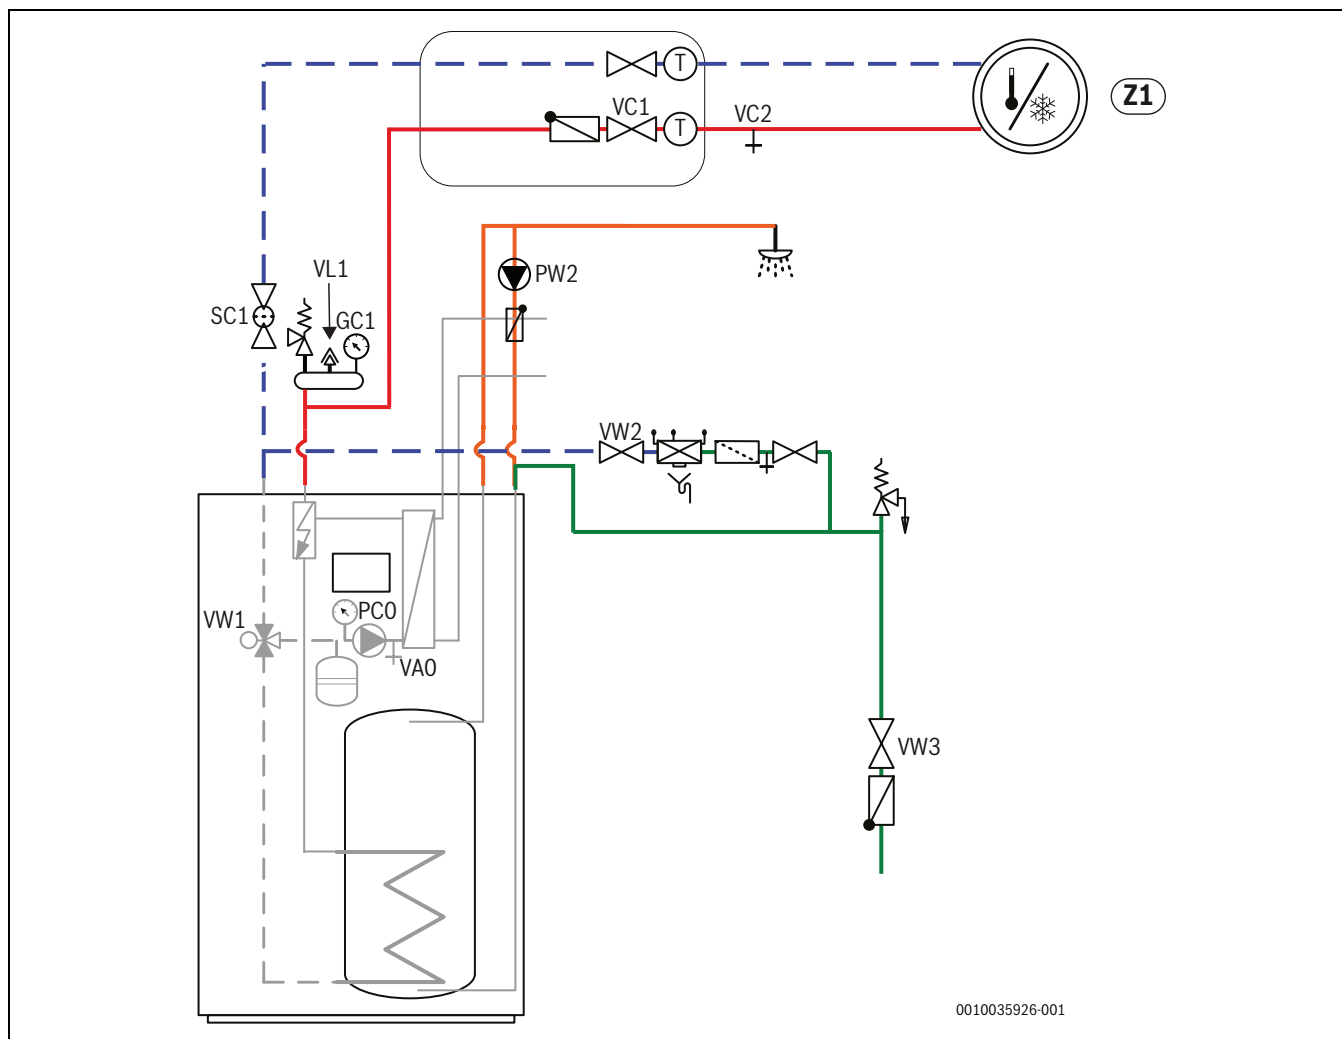 T
Z1
VC1
VC2
T
PW2
VL1
SC1
GC1
VW2
PC0
VW1
VA0
VW3
0010035926-001